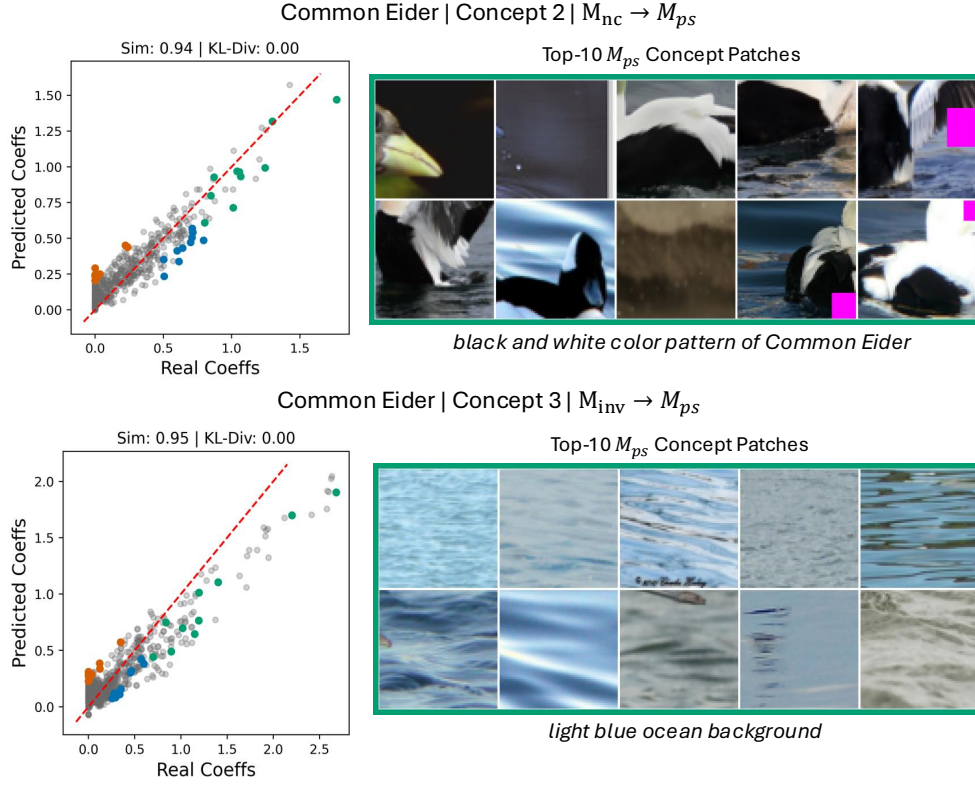 Common Eider | Concept 2 | M_nc → M_ps
Sim: 0.94 | KL-Div: 0.00
Top-10 M_ps Concept Patches
1.50
1.25
1.00
0.75
0.50
0.25
0.00
Predicted Coeffs
0.0 0.5 1.0 1.5
Real Coeffs
black and white color pattern of Common Eider
Common Eider | Concept 3 | M_inv → M_ps
Sim: 0.95 | KL-Div: 0.00
Top-10 M_ps Concept Patches
2.0
1.5
1.0
0.5
0.0
Predicted Coeffs
0.0 0.5 1.0 1.5 2.0 2.5
Real Coeffs
light blue ocean background